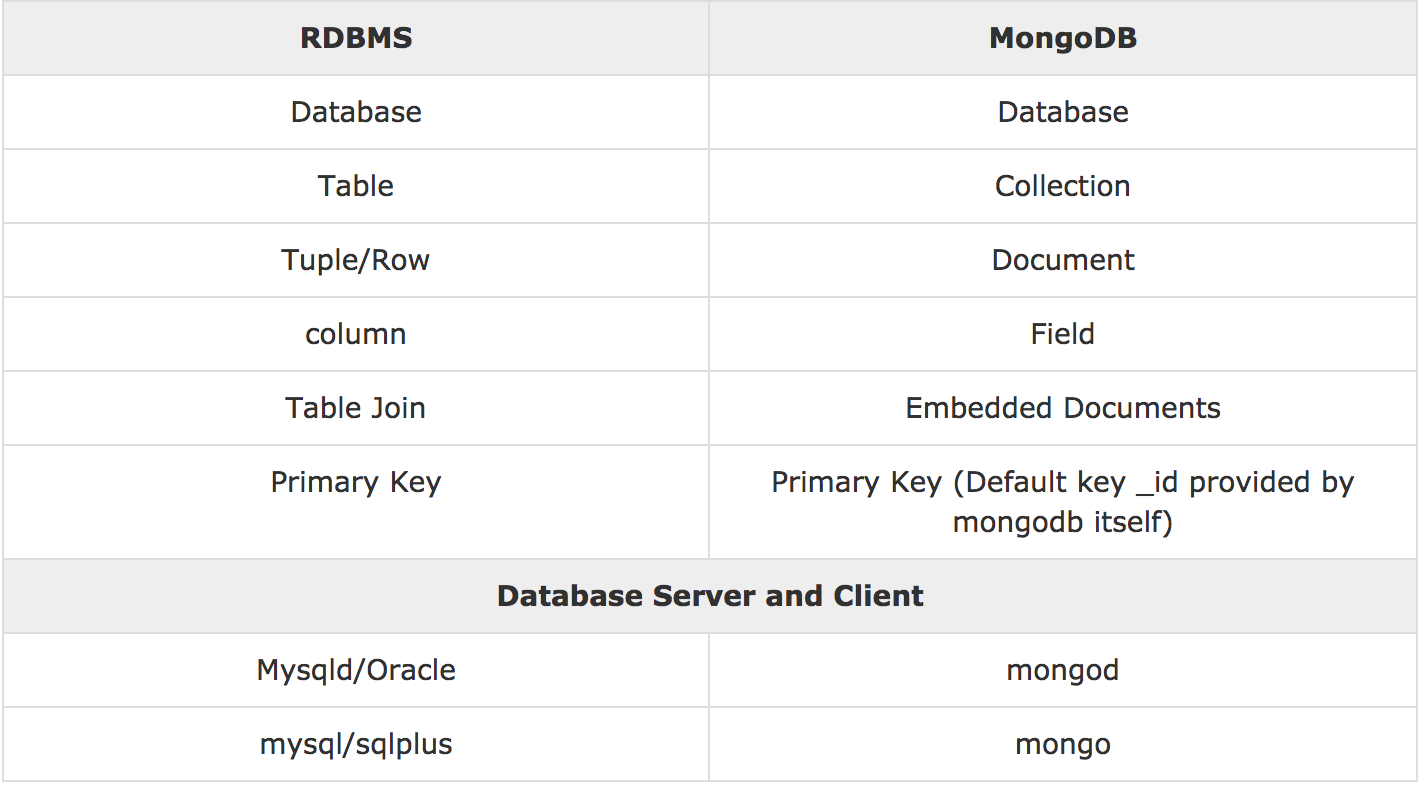 RDBMS MongoDB
Database Database
Table Collection
Tuple/Row Document
column Field
Table Join Embedded Documents
Primary Key Primary Key (Default key _id provided by
mongodb itself)
Database Server and Client
Mysqld/Oracle mongod
mysql/sqlplus mongo